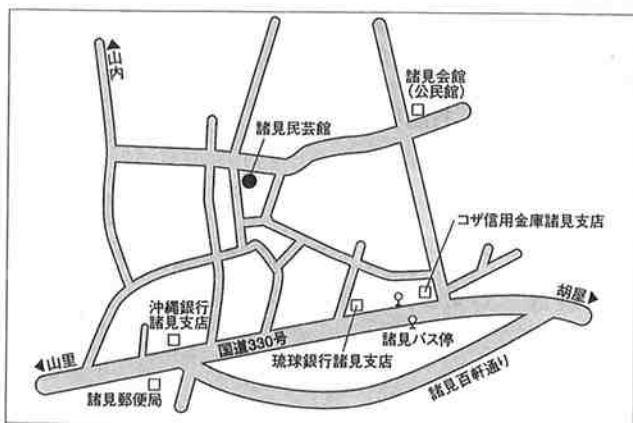 ▲山内
諸見会館
(公民館)
諸見民芸館
コザ信用金庫諸見支店
沖縄銀行
諸見支店
胡屋▶
◀山里
国道330号
諸見バス停
琉球銀行諸見支店
諸見郵便局
諸見百軒通り